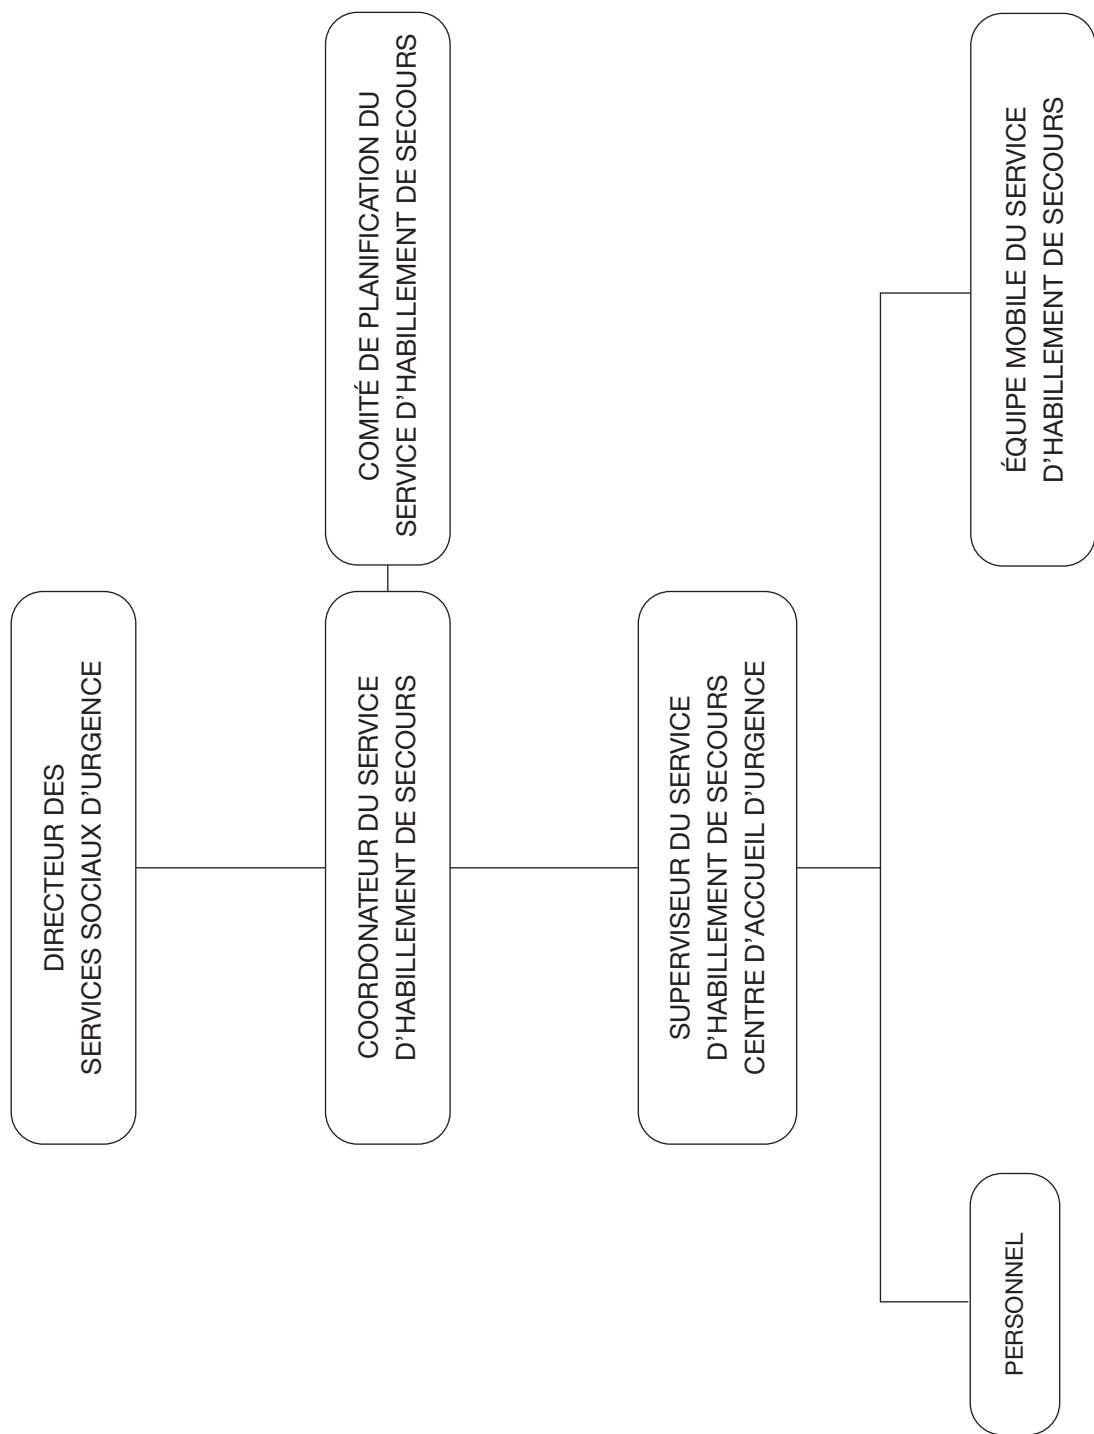 DIRECTEUR DES
SERVICES SOCIAUX D'URGENCE
COORDONATEUR DU SERVICE
D'HABILLEMENT DE SECOURS
COMITÉ DE PLANIFICATION DU
SERVICE D'HABILLEMENT DE SECOURS
SUPERVISEUR DU SERVICE
D'HABILLEMENT DE SECOURS
CENTRE D'ACCUEIL D'URGENCE
PERSONNEL
ÉQUIPE MOBILE DU SERVICE
D'HABILLEMENT DE SECOURS